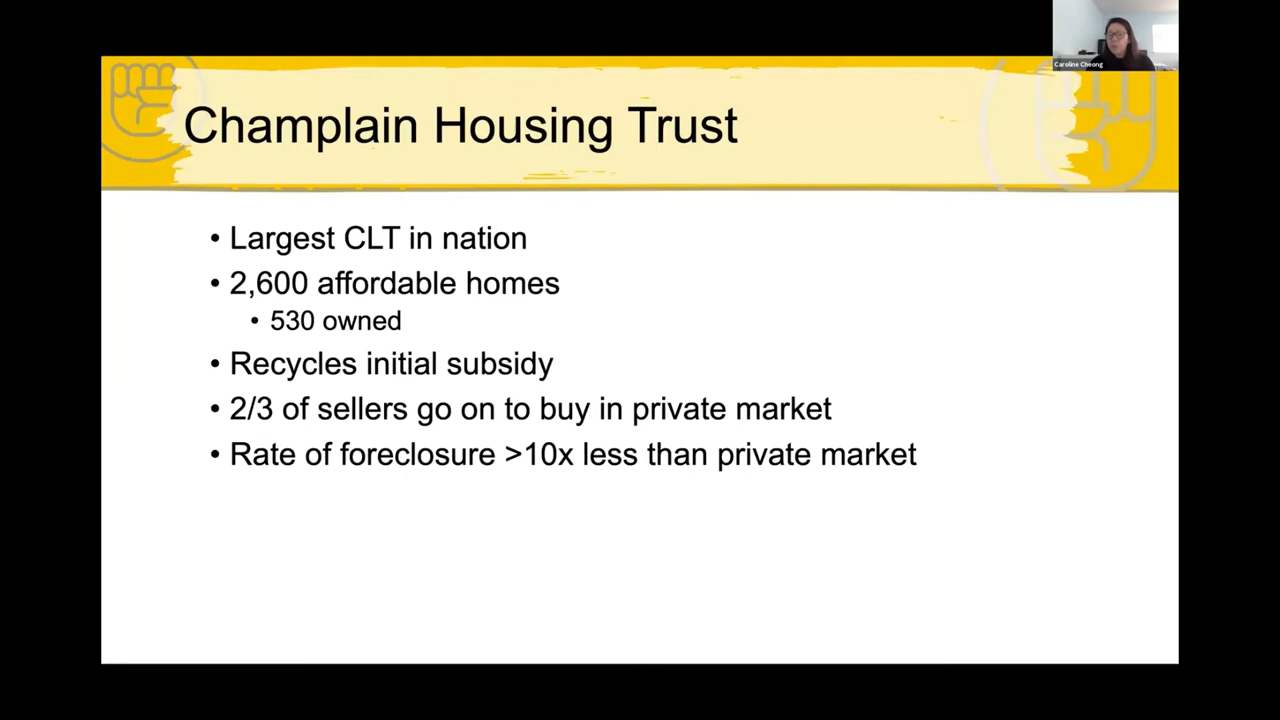 Caroline Cheong
Champlain Housing Trust
• Largest CLT in nation
• 2,600 affordable homes
• 530 owned
• Recycles initial subsidy
• 2/3 of sellers go on to buy in private market
• Rate of foreclosure >10x less than private market